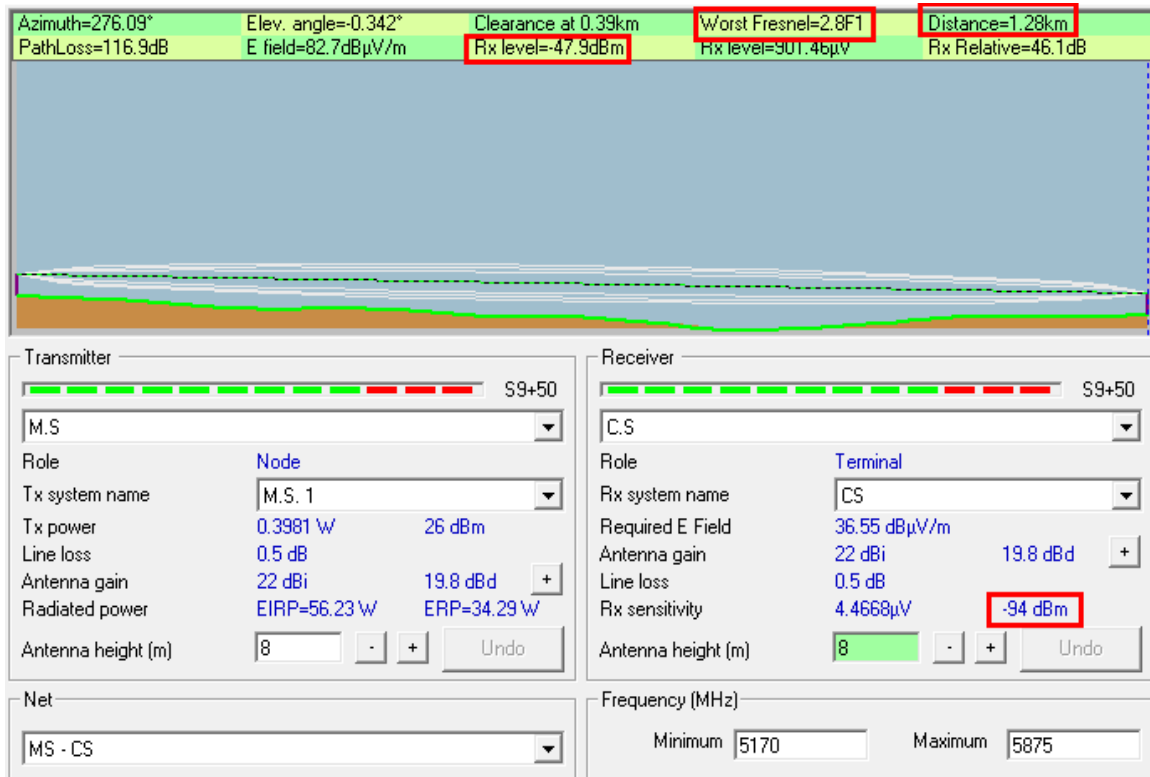 Azimuth=276.09° Elev. angle=-0.342° Clearance at 0.39km Worst Fresnel=2.8F1 Distance=1.28km
PathLoss=116.9dB E field=82.7dBµV/m Rx level=-47.9dBm Rx level=901.46µV Rx Relative=46.1dB
Transmitter
S9+50
M.S
Role Node
Tx system name M.S. 1
Tx power 0.3981 W 26 dBm
Line loss 0.5 dB
Antenna gain 22 dBi 19.8 dBd +
Radiated power EIRP=56.23 W ERP=34.29 W
Antenna height (m) 8 - + Undo
Net
MS - CS
Receiver
S9+50
C.S
Role Terminal
Rx system name CS
Required E Field 36.55 dBµV/m
Antenna gain 22 dBi 19.8 dBd +
Line loss 0.5 dB
Rx sensitivity 4.4668µV -94 dBm
Antenna height (m) 8 - + Undo
Frequency (MHz)
Minimum 5170 Maximum 5875